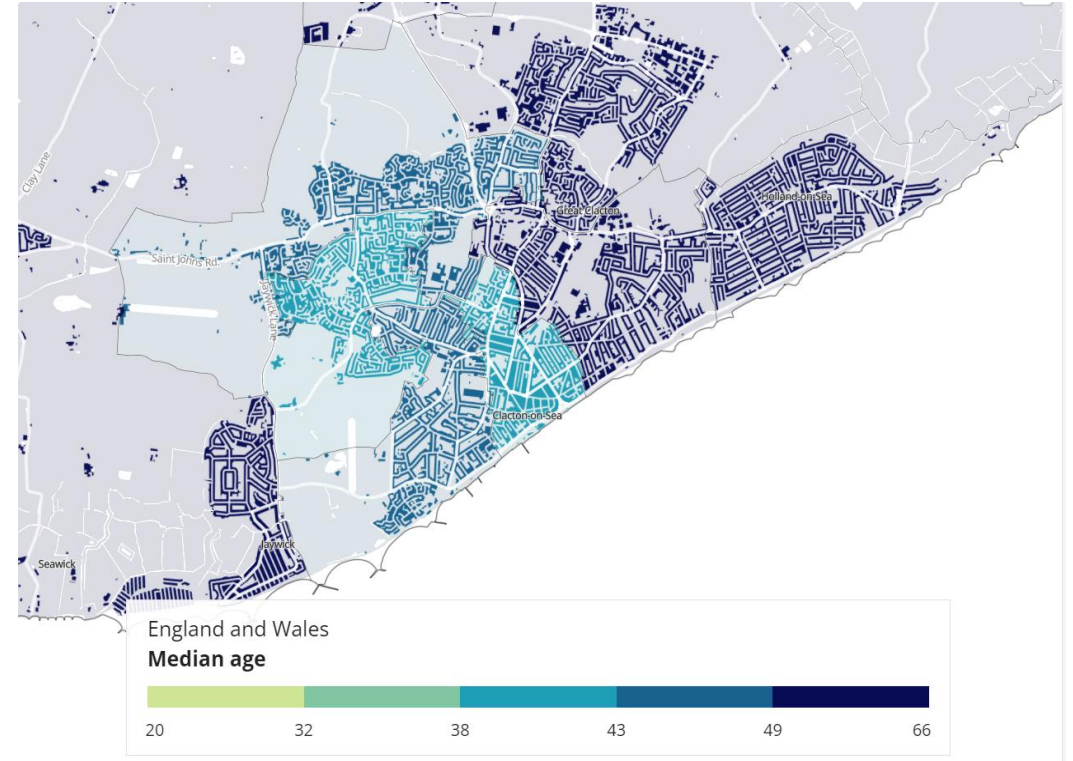 Clay Lane
Holland-on-Sea
Great Clacton
Saint Johns Rd.
Jaywick Lane
Clacton-on-Sea
Jaywick
Seawick
England and Wales
Median age
20 32 38 43 49 66